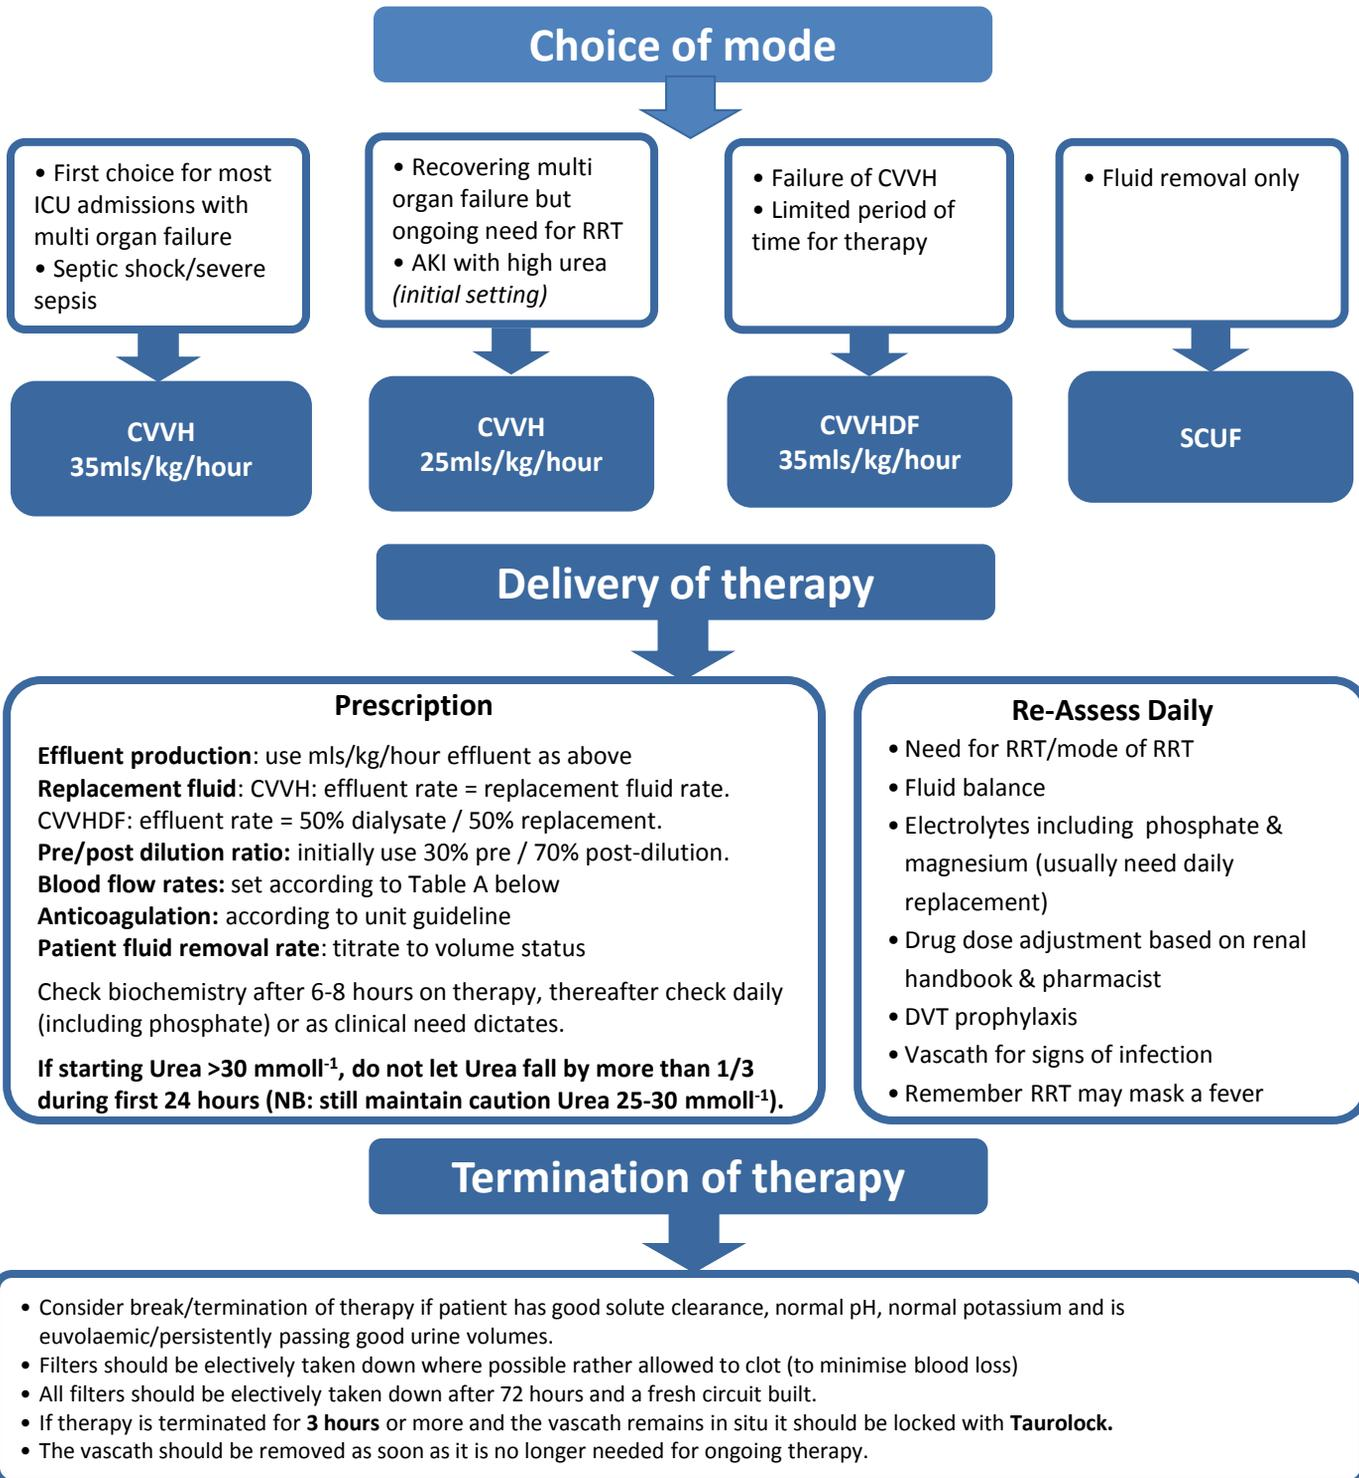 Choice of mode
• First choice for most
ICU admissions with
multi organ failure
• Septic shock/severe
sepsis
CVVH
35mls/kg/hour
• Recovering multi
organ failure but
ongoing need for RRT
• AKI with high urea
(initial setting)
CVVH
25mls/kg/hour
• Failure of CVVH
• Limited period of
time for therapy
CVVHDF
35mls/kg/hour
• Fluid removal only
SCUF
Delivery of therapy
Prescription
Effluent production: use mls/kg/hour effluent as above
Replacement fluid: CVVH: effluent rate = replacement fluid rate.
CVVHDF: effluent rate = 50% dialysate / 50% replacement.
Pre/post dilution ratio: initially use 30% pre / 70% post-dilution.
Blood flow rates: set according to Table A below
Anticoagulation: according to unit guideline
Patient fluid removal rate: titrate to volume status
Check biochemistry after 6-8 hours on therapy, thereafter check daily
(including phosphate) or as clinical need dictates.
If starting Urea >30 mmoll⁻¹, do not let Urea fall by more than 1/3
during first 24 hours (NB: still maintain caution Urea 25-30 mmoll⁻¹).
Re-Assess Daily
• Need for RRT/mode of RRT
• Fluid balance
• Electrolytes including phosphate &
magnesium (usually need daily
replacement)
• Drug dose adjustment based on renal
handbook & pharmacist
• DVT prophylaxis
• Vascath for signs of infection
• Remember RRT may mask a fever
Termination of therapy
• Consider break/termination of therapy if patient has good solute clearance, normal pH, normal potassium and is
euvolaemic/persistently passing good urine volumes.
• Filters should be electively taken down where possible rather allowed to clot (to minimise blood loss)
• All filters should be electively taken down after 72 hours and a fresh circuit built.
• If therapy is terminated for 3 hours or more and the vascath remains in situ it should be locked with Taurolock.
• The vascath should be removed as soon as it is no longer needed for ongoing therapy.